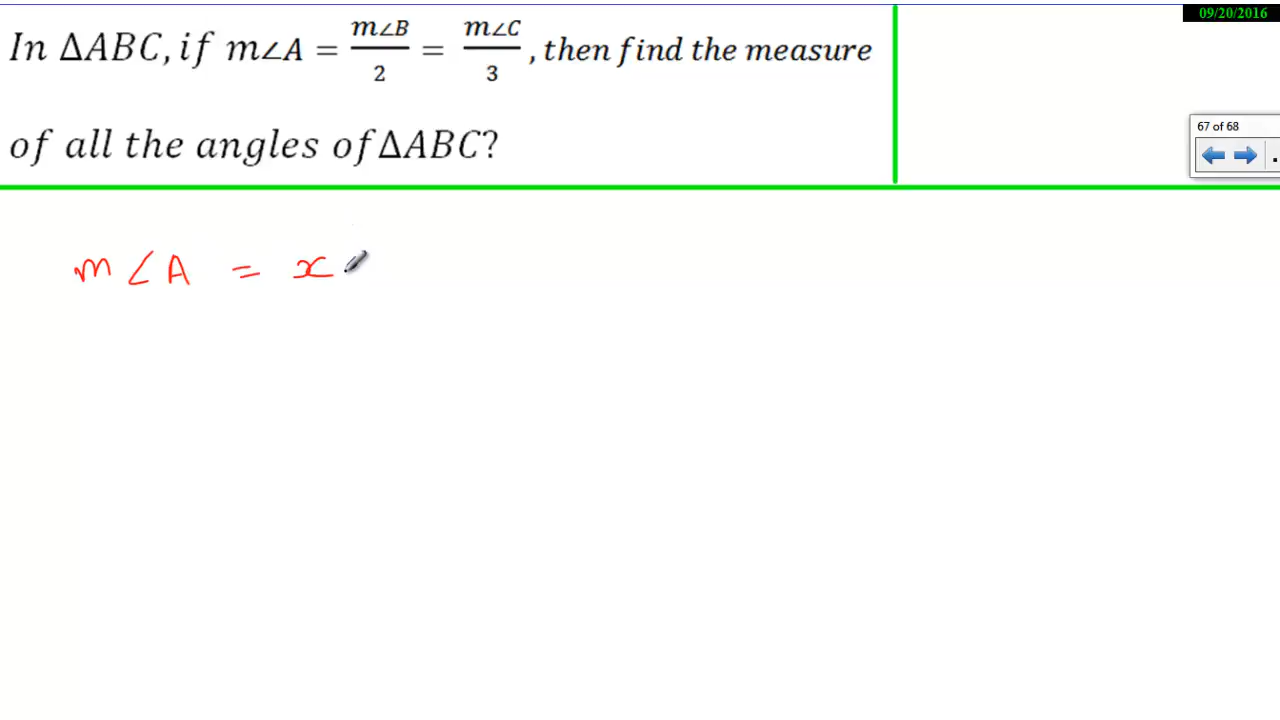 09/20/2016
In ΔABC, if m∠A = m∠B/2 = m∠C/3, then find the measure
of all the angles of ΔABC?
67 of 68
m∠A = x